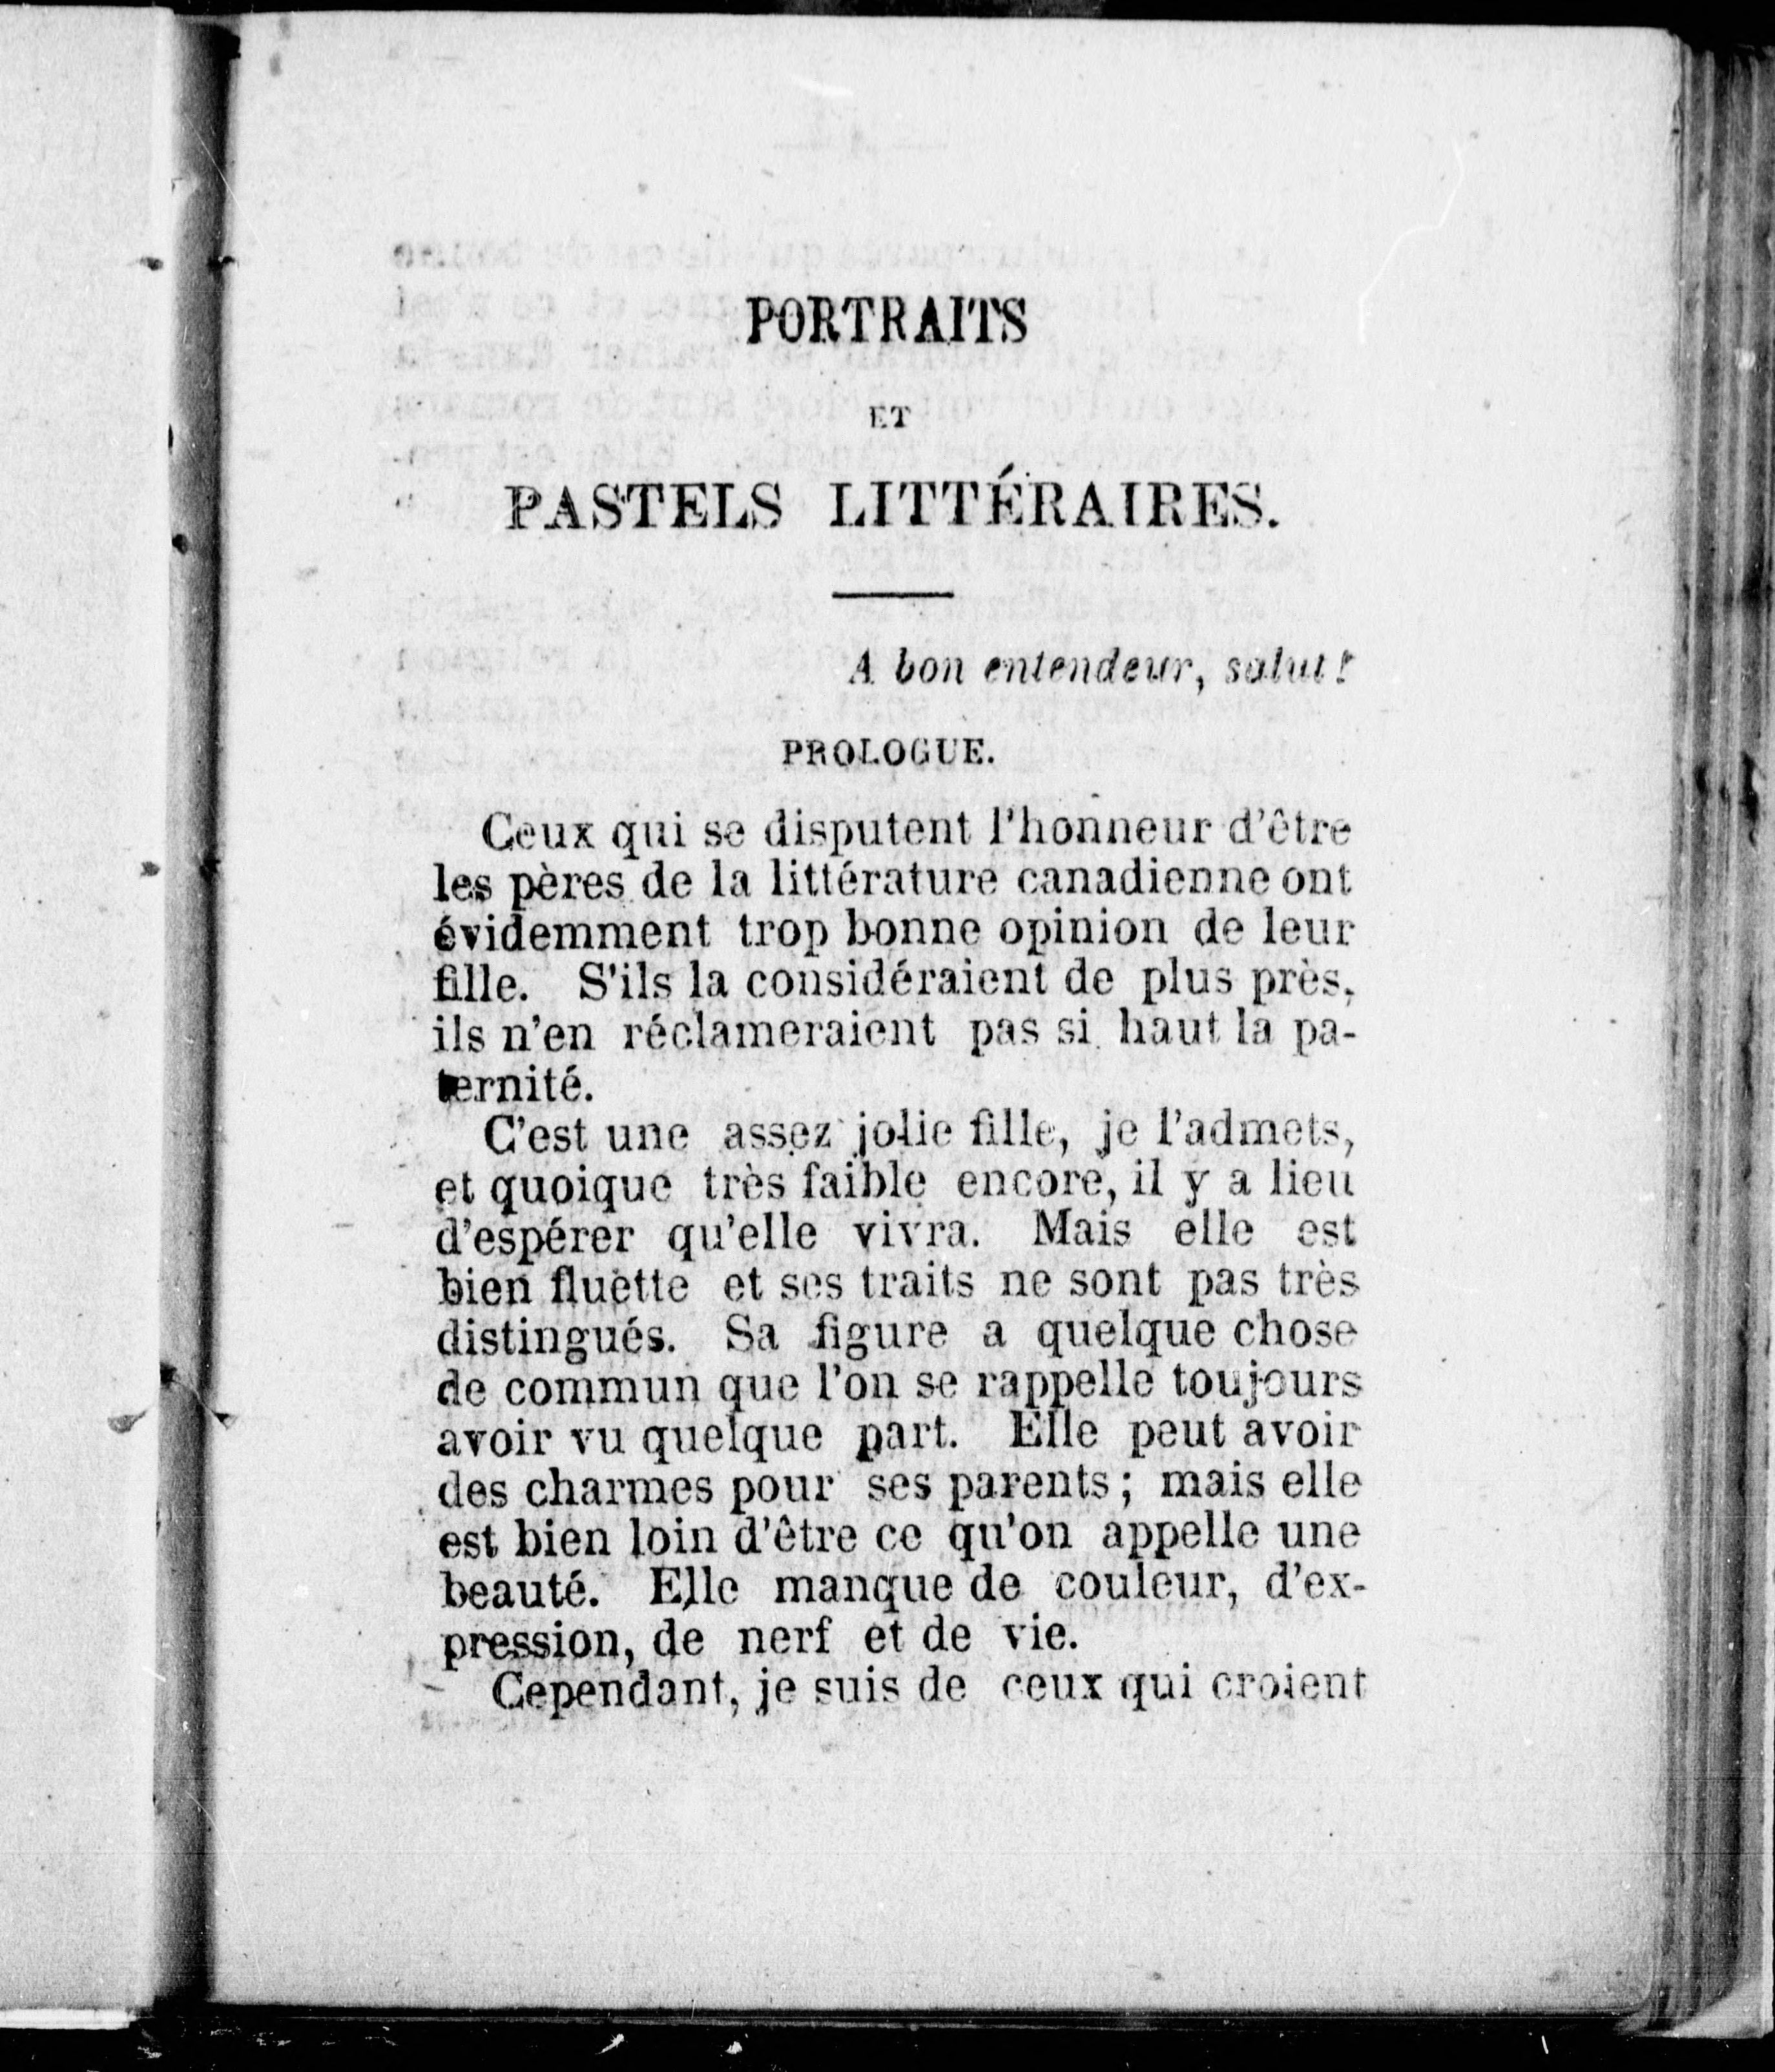 PORTRAITS
ET
PASTELS LITTÉRAIRES.
A bon entendeur, salut!
PROLOGUE.
Ceux qui se disputent l'honneur d'être
les pères de la littérature canadienne ont
évidemment trop bonne opinion de leur
fille. S'ils la considéraient de plus près,
ils n'en réclameraient pas si haut la pa-
ternité.
C'est une assez jolie fille, je l'admets,
et quoique très faible encore, il y a lieu
d'espérer qu'elle vivra. Mais elle est
bien fluette et ses traits ne sont pas très
distingués. Sa figure a quelque chose
de commun que l'on se rappelle toujours
avoir vu quelque part. Elle peut avoir
des charmes pour ses parents; mais elle
est bien loin d'être ce qu'on appelle une
beauté. Elle manque de couleur, d'ex-
pression, de nerf et de vie.
Cependant, je suis de ceux qui croient